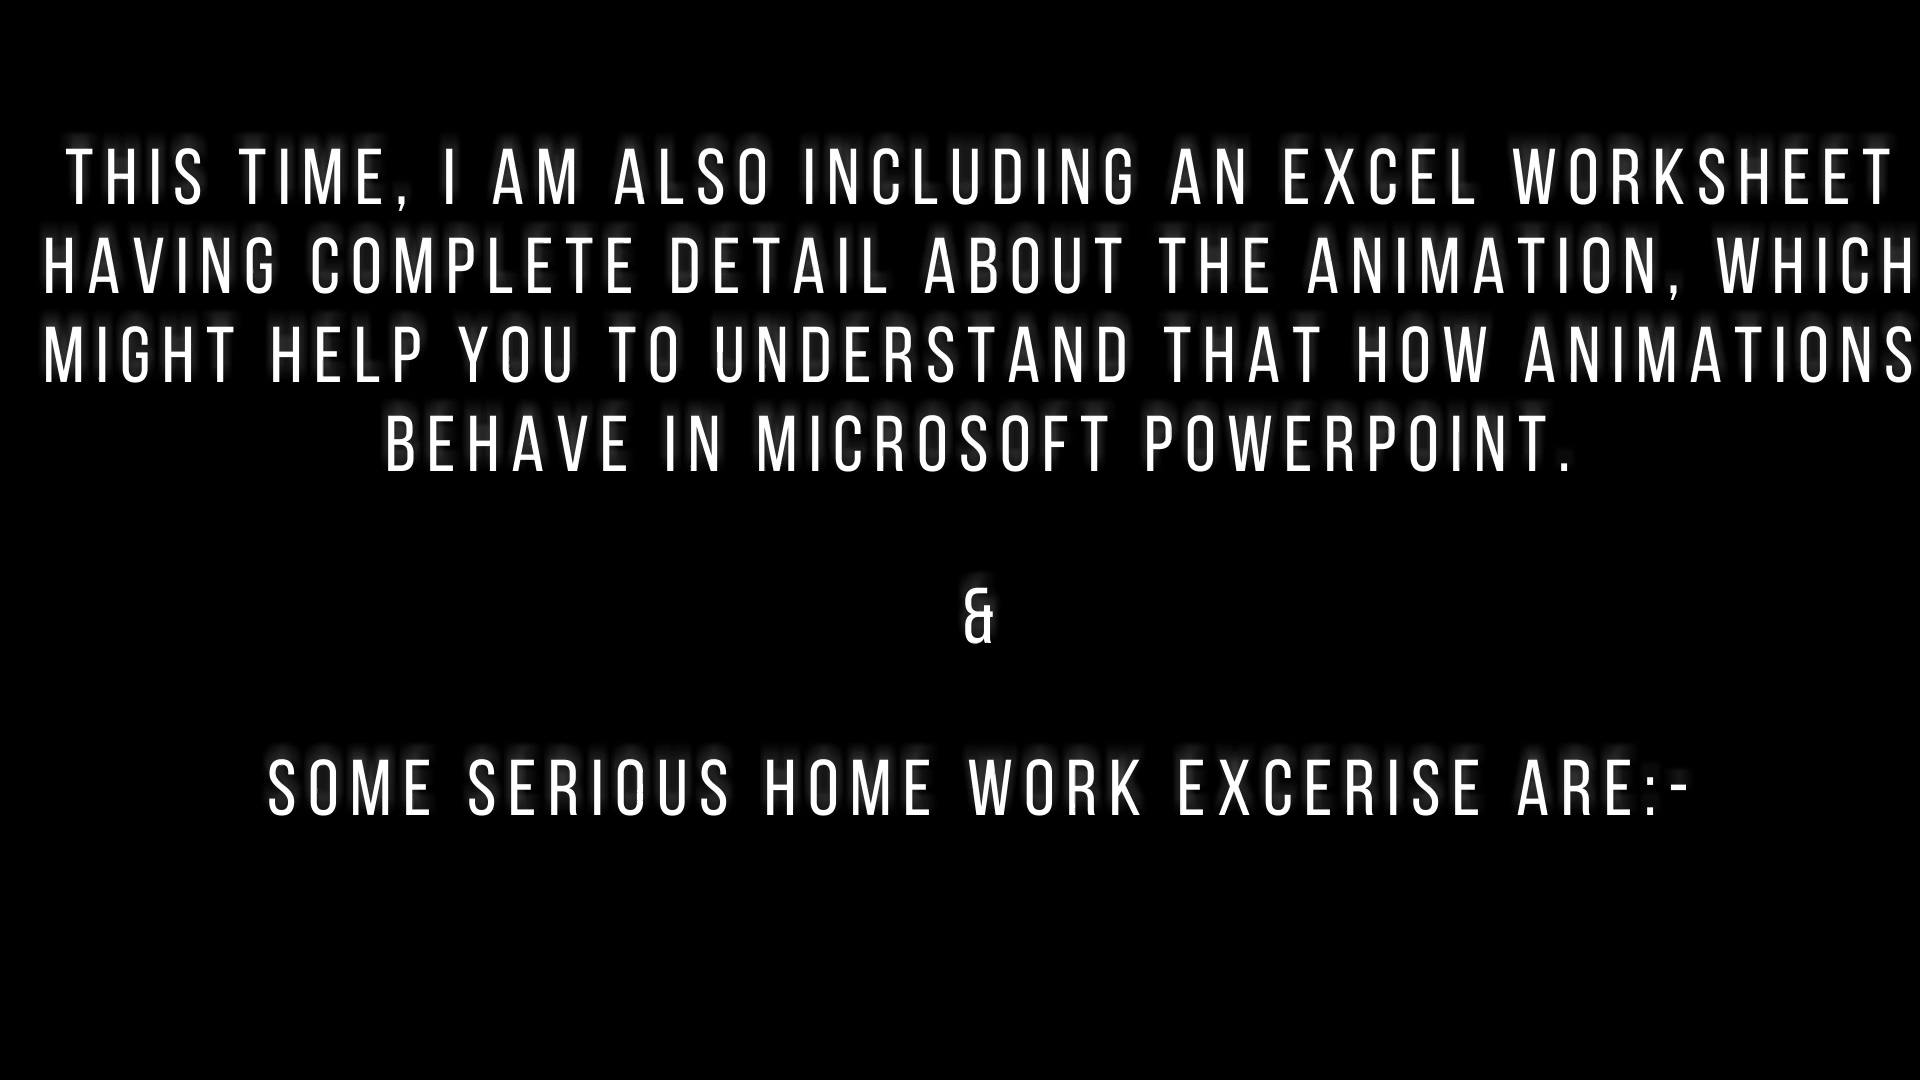 THIS TIME, I AM ALSO INCLUDING AN EXCEL WORKSHEET
HAVING COMPLETE DETAIL ABOUT THE ANIMATION, WHICH
MIGHT HELP YOU TO UNDERSTAND THAT HOW ANIMATIONS
BEHAVE IN MICROSOFT POWERPOINT.
&
SOME SERIOUS HOME WORK EXCERISE ARE:-